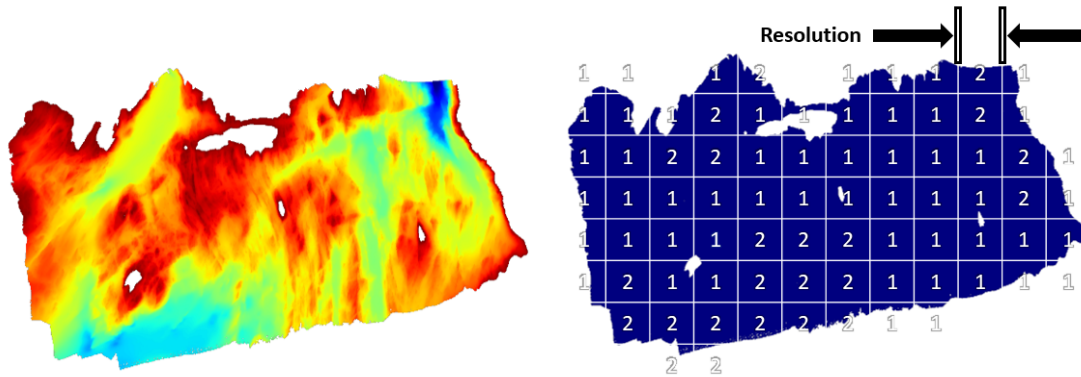 Resolution
1 1 1 2 1 1 1 2 1
1 1 1 2 1 1 1 1 1 2 1
1 1 2 2 1 1 1 1 1 1 2 1
1 1 1 1 1 1 1 1 1 1 2 1
1 1 1 1 2 2 2 1 1 1 1 1
1 2 1 1 2 2 2 1 1 1 1 1
2 2 2 2 2 2 1 1
2 2